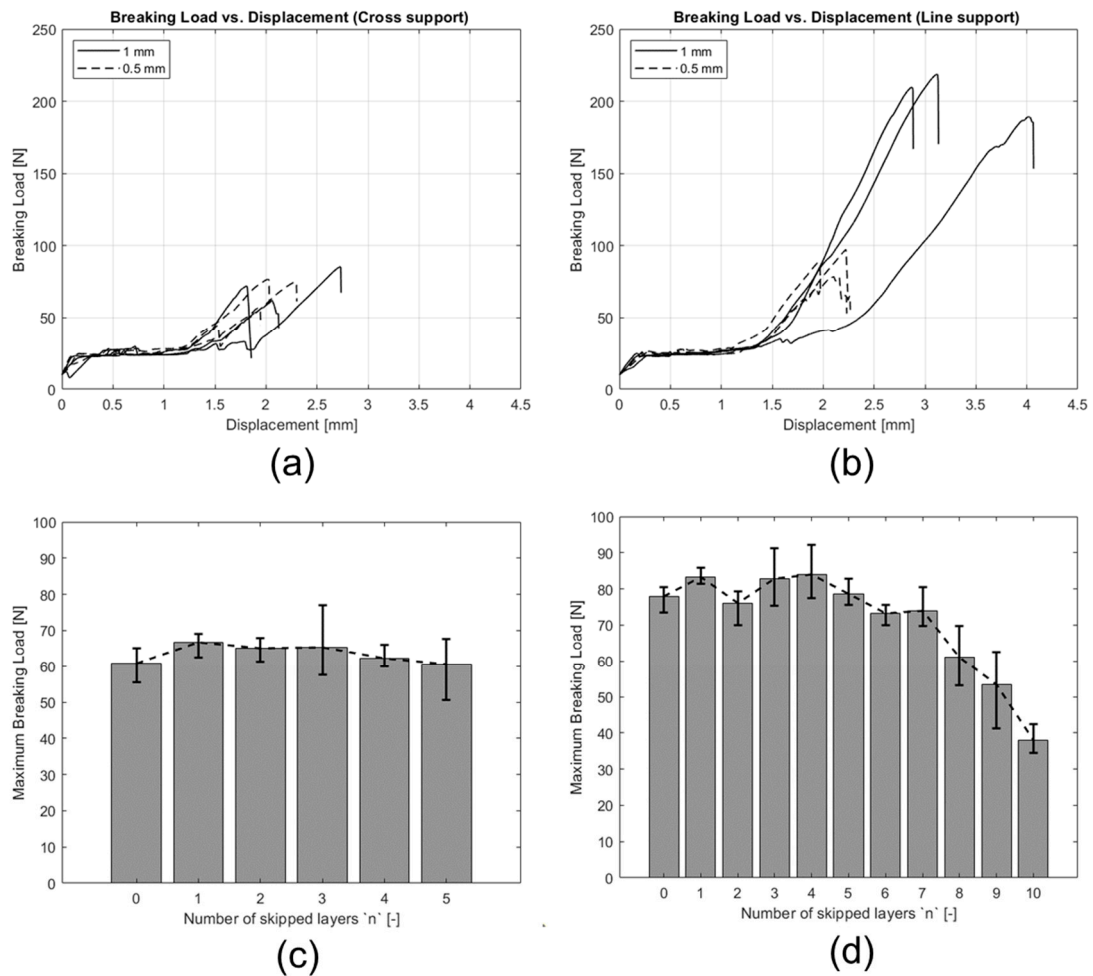 Breaking Load vs. Displacement (Cross support)
250
200
150
100
50
0
Breaking Load [N]
1 mm
0.5 mm
0 0.5 1 1.5 2 2.5 3 3.5 4 4.5
Displacement [mm]
(a)
Breaking Load vs. Displacement (Line support)
250
200
150
100
50
0
Breaking Load [N]
1 mm
0.5 mm
0 0.5 1 1.5 2 2.5 3 3.5 4 4.5
Displacement [mm]
(b)
100
90
80
70
60
50
40
30
20
10
0
Maximum Breaking Load [N]
0 1 2 3 4 5
Number of skipped layers `n` [-]
(c)
100
90
80
70
60
50
40
30
20
10
0
Maximum Breaking Load [N]
0 1 2 3 4 5 6 7 8 9 10
Number of skipped layers `n` [-]
(d)